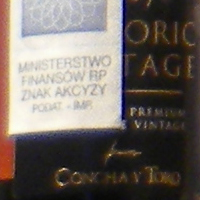 ORIC
TAGE
MINISTERSTWO
FINANSÓW RP
ZNAK AKCYZY
PODAT. - IMP.
PREMIUM
VINTAGE
CONCHA Y TORO